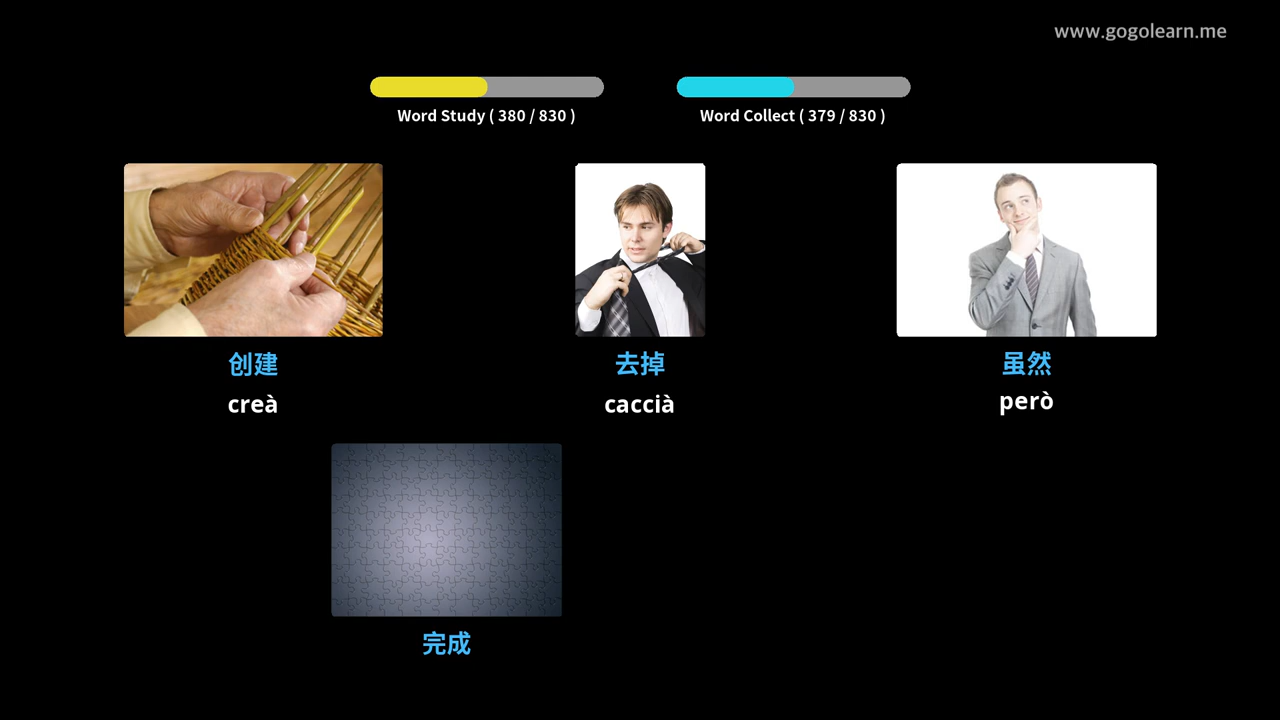 www.gogolearn.me
Word Study ( 380 / 830 )
Word Collect ( 379 / 830 )
创建
去掉
虽然
creà
caccià
però
完成